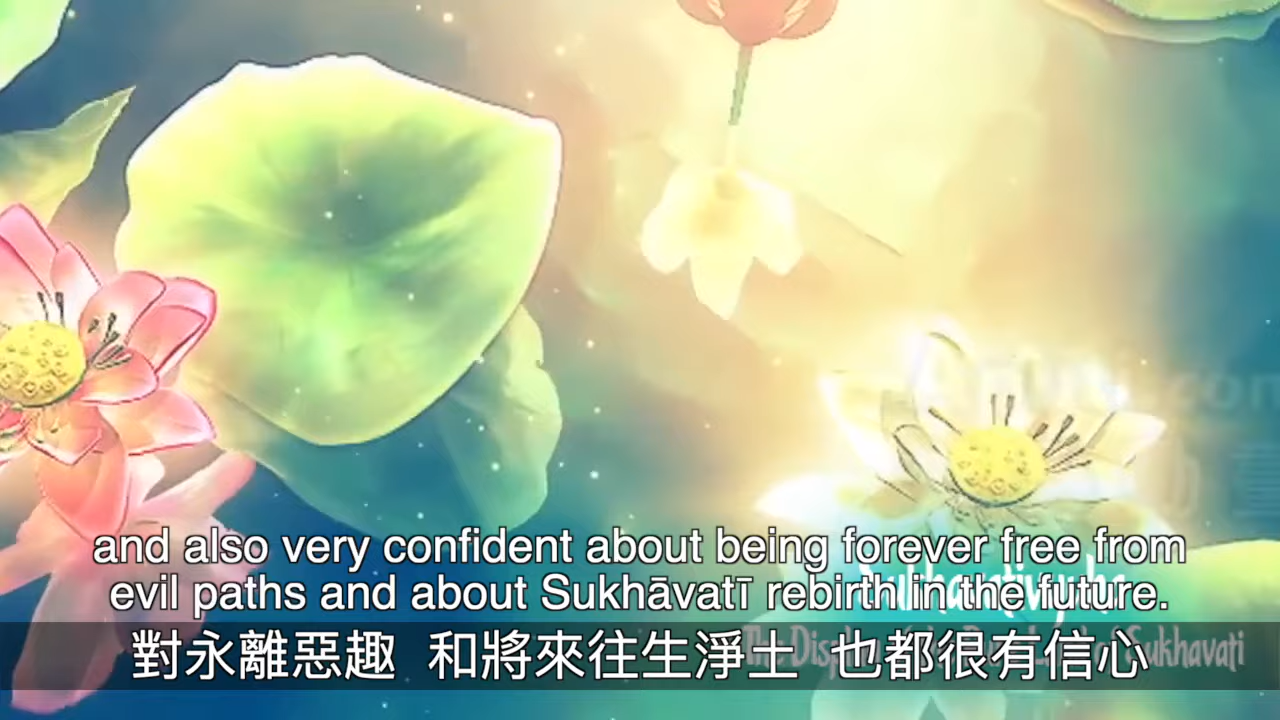 and also very confident about being forever free from
evil paths and about Sukhāvatī rebirth in the future.
對永離惡趣 和將來往生淨土 也都很有信心
Sukhavati